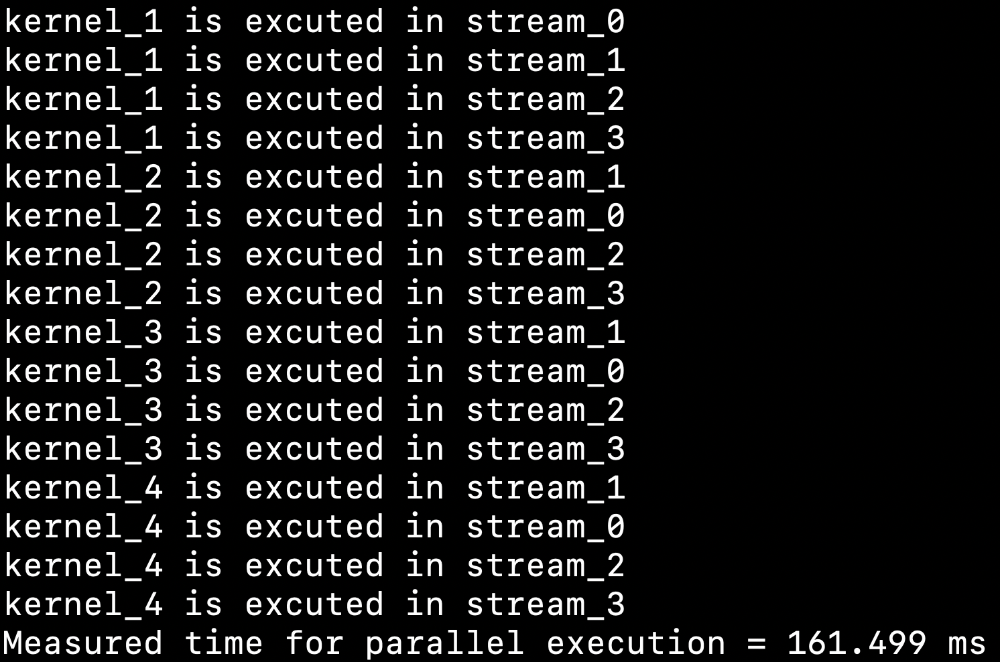 kernel_1 is excuted in stream_0
kernel_1 is excuted in stream_1
kernel_1 is excuted in stream_2
kernel_1 is excuted in stream_3
kernel_2 is excuted in stream_1
kernel_2 is excuted in stream_0
kernel_2 is excuted in stream_2
kernel_2 is excuted in stream_3
kernel_3 is excuted in stream_1
kernel_3 is excuted in stream_0
kernel_3 is excuted in stream_2
kernel_3 is excuted in stream_3
kernel_4 is excuted in stream_1
kernel_4 is excuted in stream_0
kernel_4 is excuted in stream_2
kernel_4 is excuted in stream_3
Measured time for parallel execution = 161.499 ms